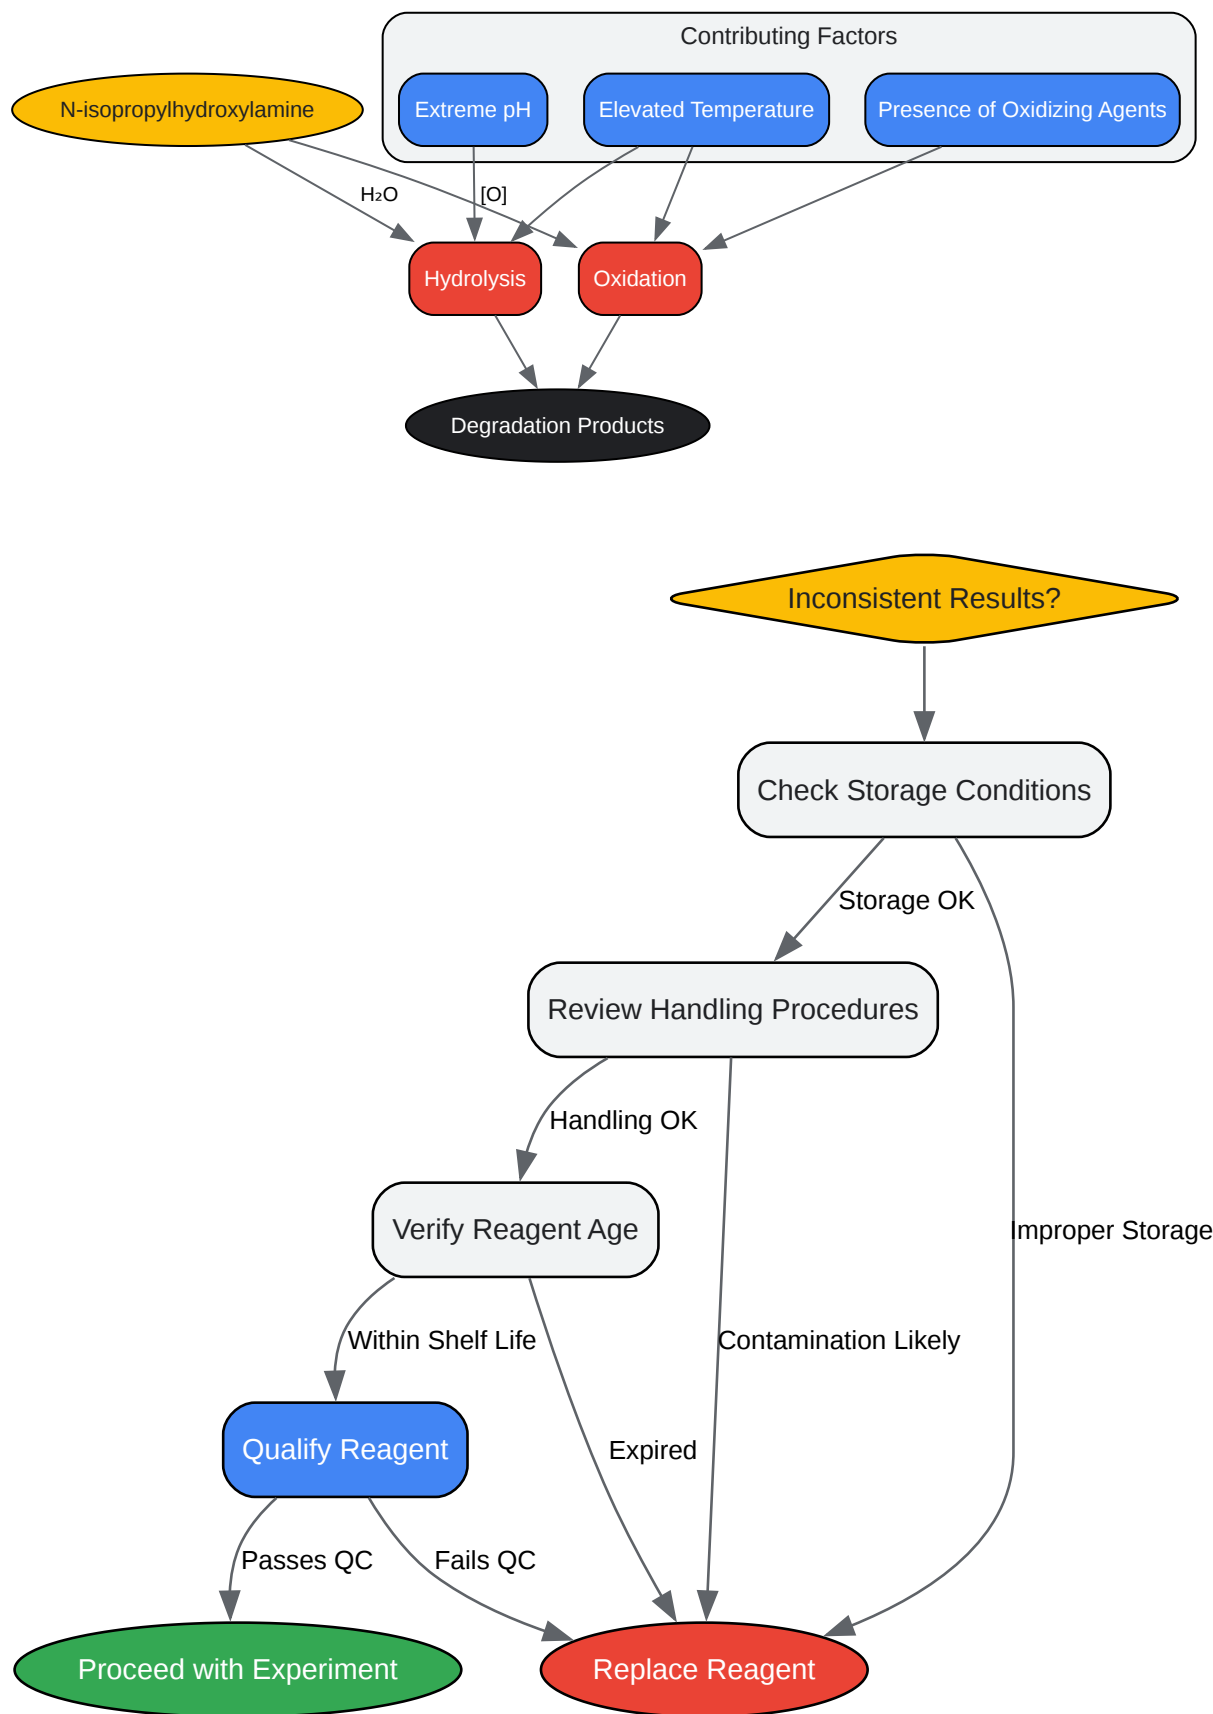 Contributing Factors
N-isopropylhydroxylamine
Extreme pH
Elevated Temperature
Presence of Oxidizing Agents
H₂O
[O]
Hydrolysis
Oxidation
Degradation Products
Inconsistent Results?
Check Storage Conditions
Storage OK
Review Handling Procedures
Handling OK
Verify Reagent Age
Improper Storage
Within Shelf Life
Contamination Likely
Qualify Reagent
Expired
Passes QC
Fails QC
Proceed with Experiment
Replace Reagent